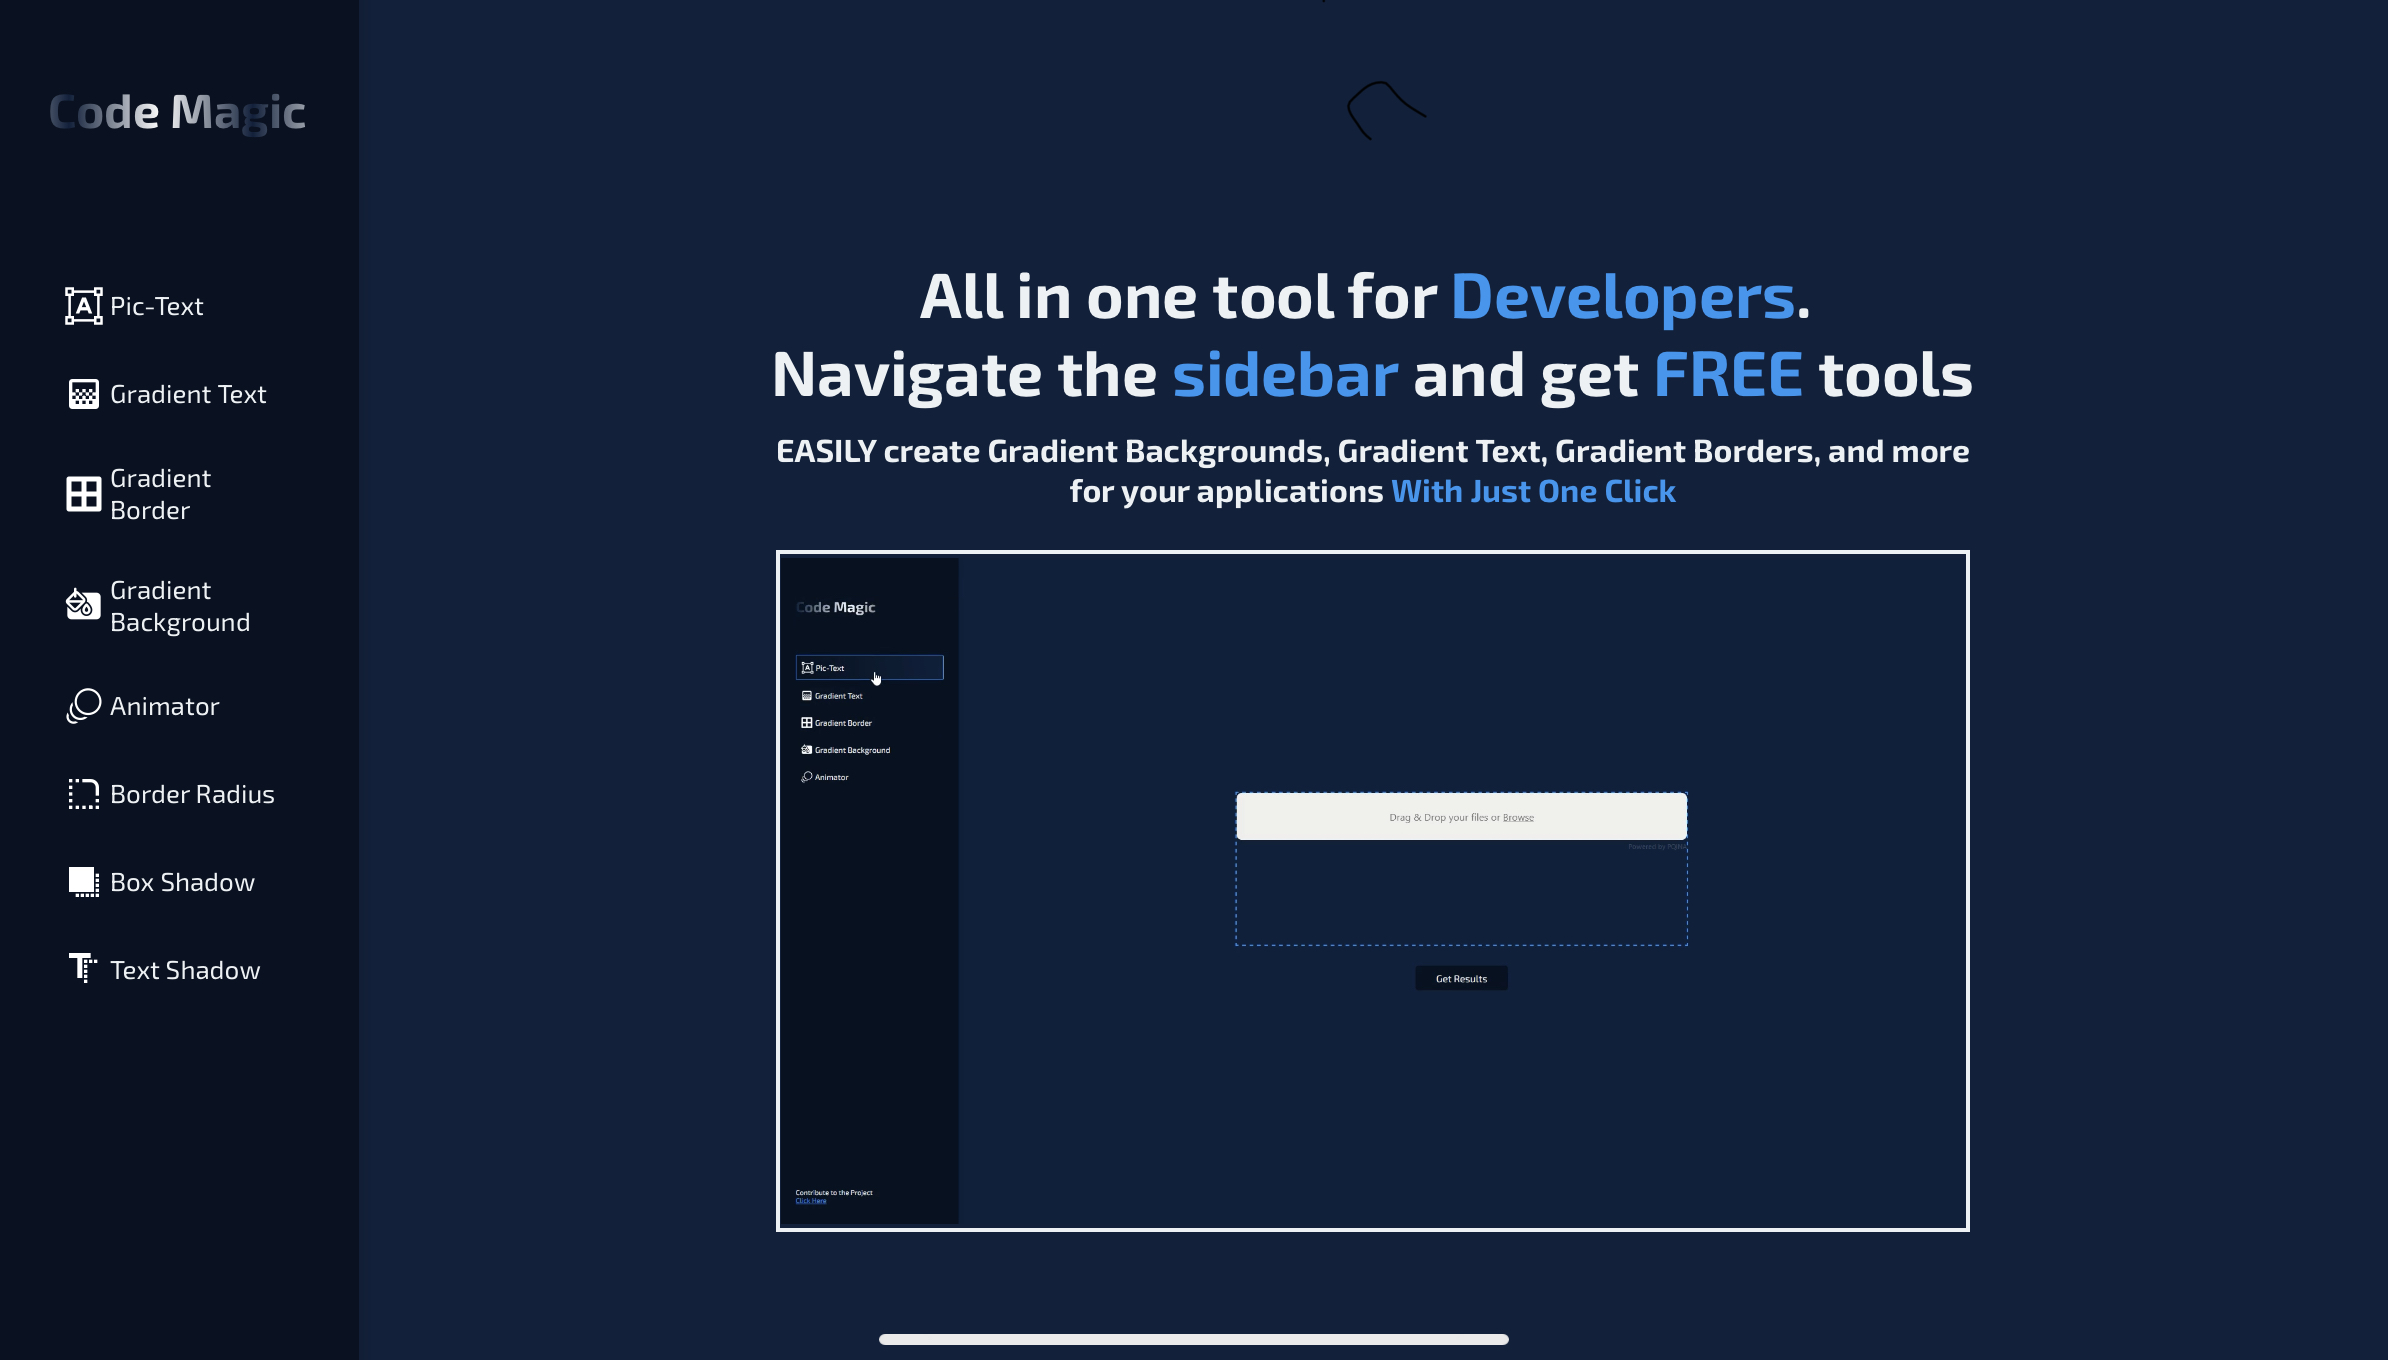 Code Magic
Pic-Text
Gradient Text
Gradient
Border
Gradient
Background
Animator
Border Radius
Box Shadow
Text Shadow
All in one tool for Developers.
Navigate the sidebar and get FREE tools
EASILY create Gradient Backgrounds, Gradient Text, Gradient Borders, and more
for your applications With Just One Click
Code Magic
Pic-Text
Gradient Text
Gradient Border
Gradient Background
Animator
Drag & Drop your files or Browse
Powered by PQINA
Get Results
Contribute to the Project
Click Here